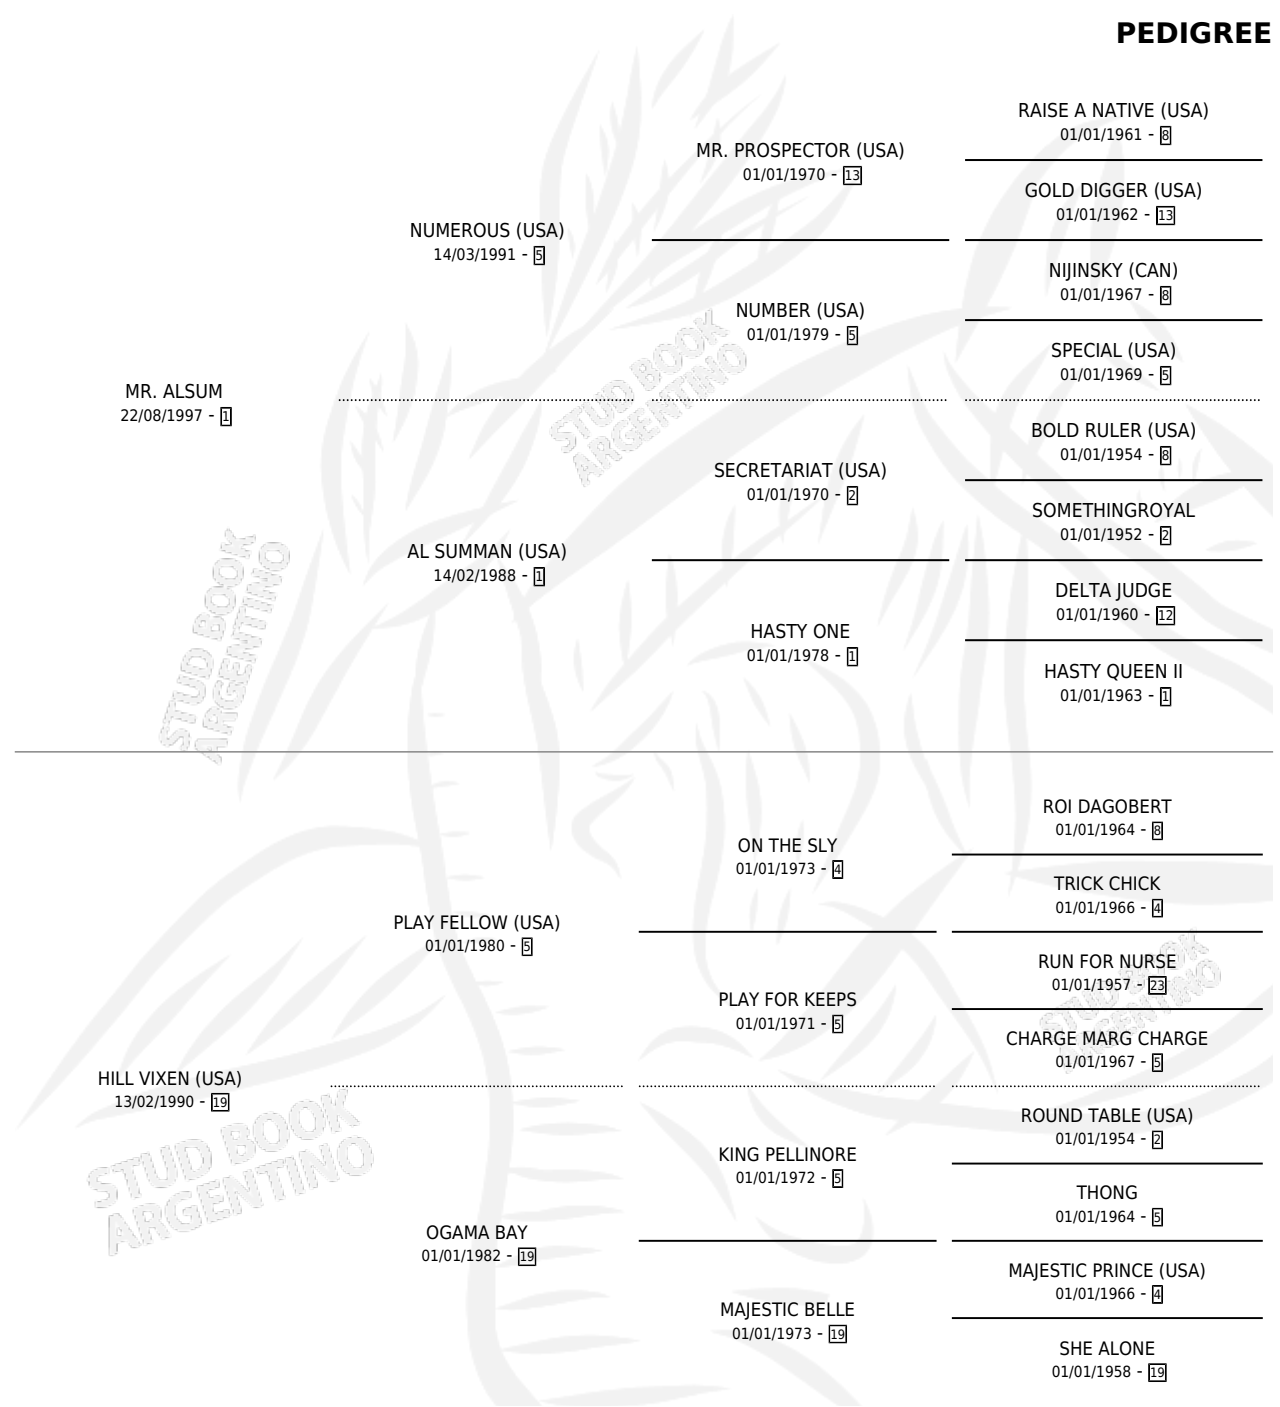 PEDIGREE
RAISE A NATIVE (USA)
01/01/1961 - 8
MR. PROSPECTOR (USA)
01/01/1970 - 13
GOLD DIGGER (USA)
01/01/1962 - 13
NUMEROUS (USA)
14/03/1991 - 5
NIJINSKY (CAN)
01/01/1967 - 8
NUMBER (USA)
01/01/1979 - 5
SPECIAL (USA)
01/01/1969 - 5
MR. ALSUM
22/08/1997 - 1
STUD BOOK
ARGENTINO
BOLD RULER (USA)
01/01/1954 - 8
SECRETARIAT (USA)
01/01/1970 - 2
SOMETHINGROYAL
01/01/1952 - 2
AL SUMMAN (USA)
14/02/1988 - 1
DELTA JUDGE
01/01/1960 - 12
HASTY ONE
01/01/1978 - 1
HASTY QUEEN II
01/01/1963 - 1
STUD BOOK
ARGENTINO
ROI DAGOBERT
01/01/1964 - 8
ON THE SLY
01/01/1973 - 4
TRICK CHICK
01/01/1966 - 4
PLAY FELLOW (USA)
01/01/1980 - 5
RUN FOR NURSE
01/01/1957 - 23
PLAY FOR KEEPS
01/01/1971 - 5
CHARGE MARG CHARGE
01/01/1967 - 5
STUD BOOK
ARGENTINO
HILL VIXEN (USA)
13/02/1990 - 19
ROUND TABLE (USA)
01/01/1954 - 2
KING PELLINORE
01/01/1972 - 5
THONG
01/01/1964 - 5
STUD BOOK
ARGENTINO
OGAMA BAY
01/01/1982 - 19
MAJESTIC PRINCE (USA)
01/01/1966 - 4
MAJESTIC BELLE
01/01/1973 - 19
SHE ALONE
01/01/1958 - 19